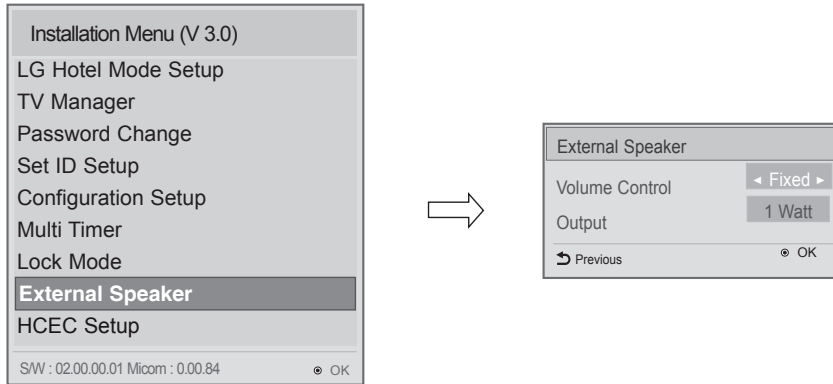 Installation Menu (V 3.0)
LG Hotel Mode Setup
TV Manager
Password Change
Set ID Setup
Configuration Setup
Multi Timer
Lock Mode
External Speaker
HCEC Setup
S/W : 02.00.00.01 Micom : 0.00.84 ◉ OK
External Speaker
Volume Control ◂ Fixed ▸
Output 1 Watt
⮌ Previous ◉ OK